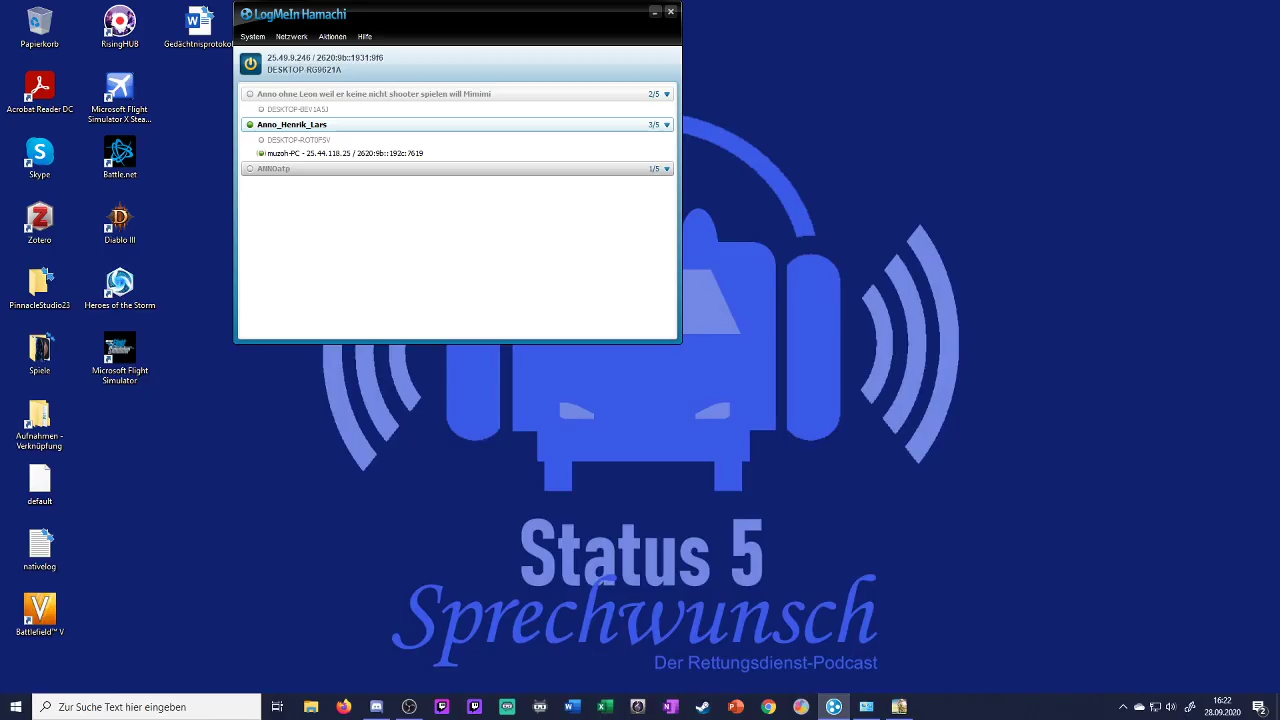 LogMeIn Hamachi
System Netzwerk Aktionen Hilfe
25.49.9.246 / 2620:9b::1931:9f6
DESKTOP-RG9621A
Anno ohne Leon weil er keine nicht shooter spielen will Mimimi 2/5
DESKTOP-BEV1A5J
Anno_Henrik_Lars 3/5
DESKTOP-ROT0FSV
muzoh-PC - 25.44.118.25 / 2620:9b::192c:7619
ANNOatp 1/5
Papierkorb
RisingHUB
Gedächtnisprotokol
Acrobat Reader DC
Microsoft Flight
Simulator X Stea...
Skype
Battle.net
Zotero
Diablo III
PinnacleStudio23
Heroes of the Storm
Spiele
Microsoft Flight
Simulator
Aufnahmen -
Verknüpfung
default
nativelog
Battlefield™ V
Status 5
Sprechwunsch
Der Rettungsdienst-Podcast
Zur Suche Text hier eingeben
16:22
28.09.2020